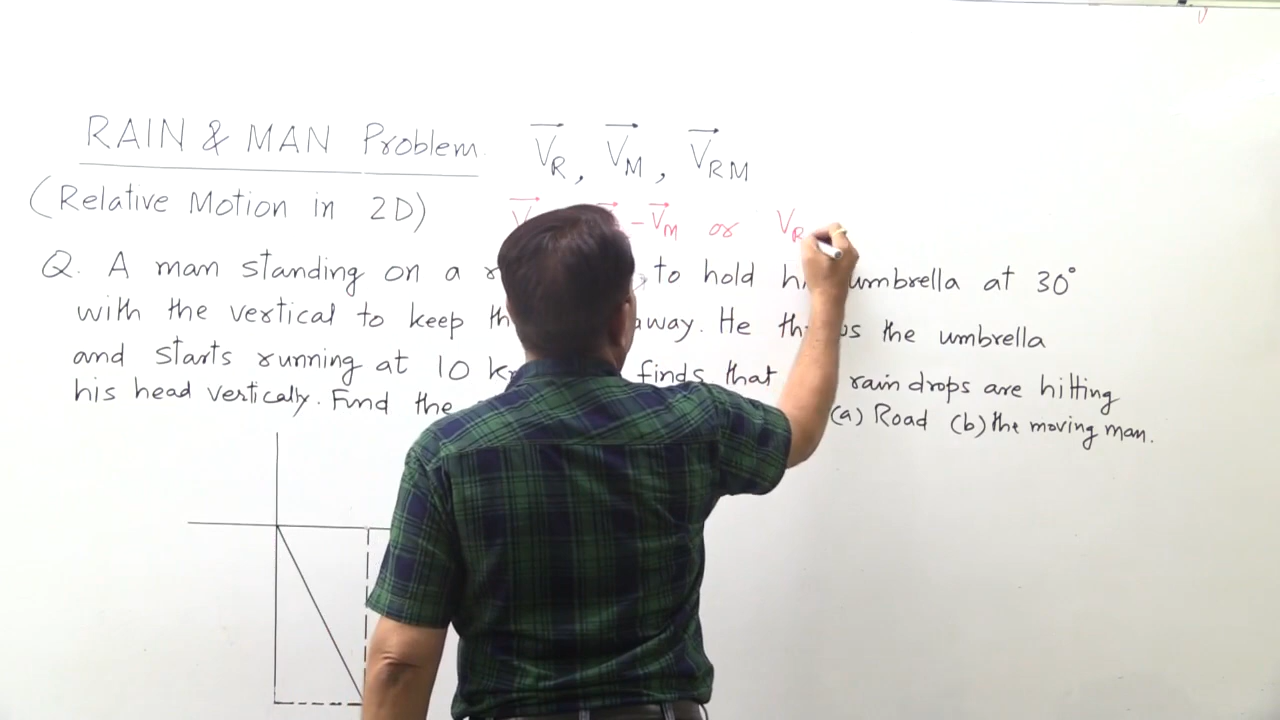 RAIN & MAN Problem. V⃗R, V⃗M, V⃗RM
(Relative Motion in 2D) V⃗ - V⃗M or VR
Q. A man standing on a to hold umbrella at 30°
with the vertical to keep away. He the umbrella
and starts running at 10 finds that rain drops are hitting
his head vertically. Find the (a) Road (b) the moving man.